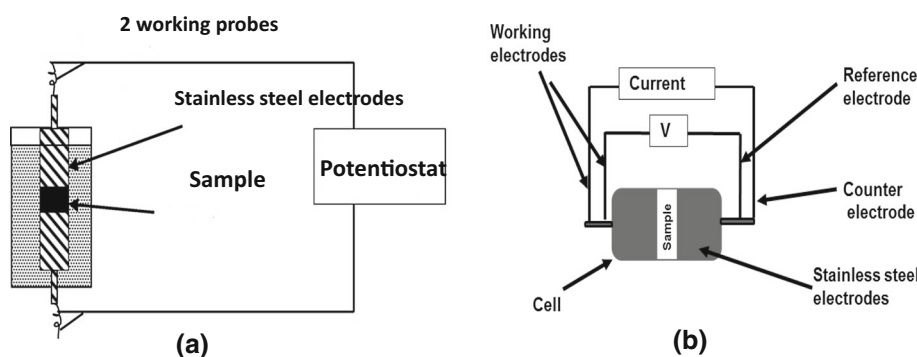 2 working probes
Stainless steel electrodes
Potentiostat
Sample
(a)
(b)
Working
electrodes
Current
V
Reference
electrode
Counter
electrode
Sample
Stainless steel
electrodes
Cell